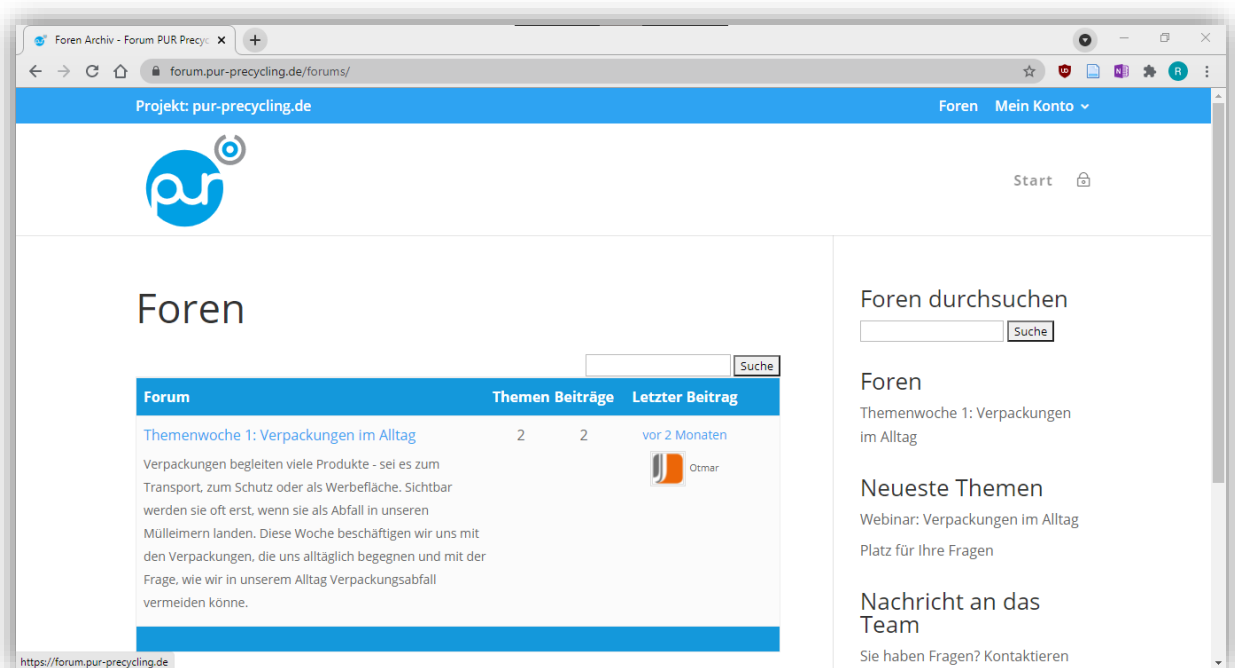 Foren Archiv - Forum PUR Precyc
forum.pur-precycling.de/forums/
R
Projekt: pur-precycling.de
Foren Mein Konto
pur
Start
Foren
Suche
Forum Themen Beiträge Letzter Beitrag
Themenwoche 1: Verpackungen im Alltag 2 2 vor 2 Monaten
Otmar
Verpackungen begleiten viele Produkte - sei es zum
Transport, zum Schutz oder als Werbefläche. Sichtbar
werden sie oft erst, wenn sie als Abfall in unseren
Mülleimern landen. Diese Woche beschäftigen wir uns mit
den Verpackungen, die uns alltäglich begegnen und mit der
Frage, wie wir in unserem Alltag Verpackungsabfall
vermeiden könne.
Foren durchsuchen
Suche
Foren
Themenwoche 1: Verpackungen
im Alltag
Neueste Themen
Webinar: Verpackungen im Alltag
Platz für Ihre Fragen
Nachricht an das
Team
Sie haben Fragen? Kontaktieren
https://forum.pur-precycling.de